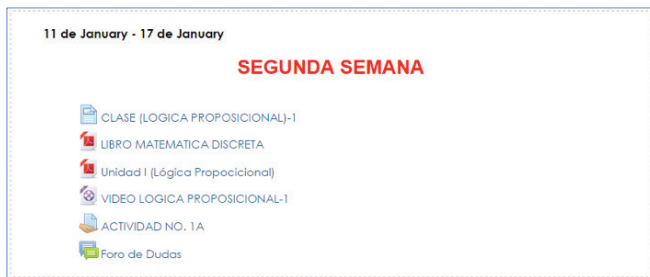 11 de January - 17 de January
SEGUNDA SEMANA
CLASE (LOGICA PROPOSICIONAL)-1
LIBRO MATEMATICA DISCRETA
Unidad I (Lógica Propocicional)
VIDEO LOGICA PROPOSICIONAL-1
ACTIVIDAD NO. 1A
Foro de Dudas